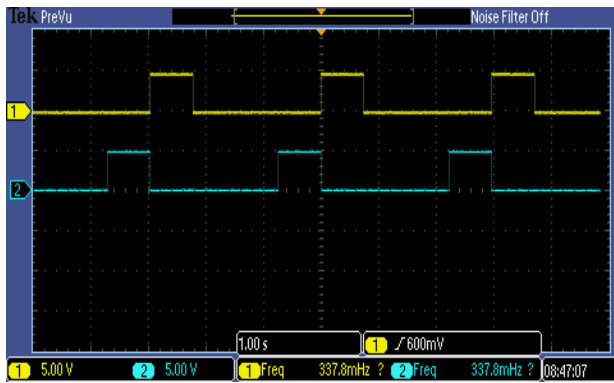 Tek PreVu Noise Filter Off
1
2
1.00 s 1 600mV
1 5.00 V 2 5.00 V 1 Freq 337.8mHz ? 2 Freq 337.8mHz ? 08:47:07